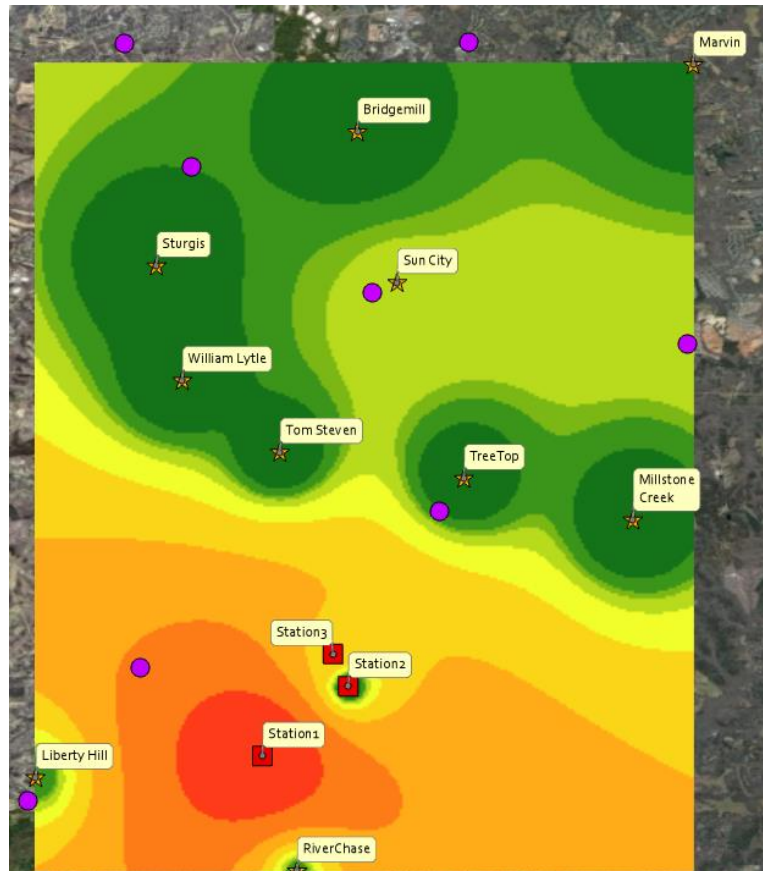 Marvin
Bridgemill
Sturgis
Sun City
William Lytle
Tom Steven
TreeTop
Millstone
Creek
Station3
Station2
Station1
Liberty Hill
RiverChase